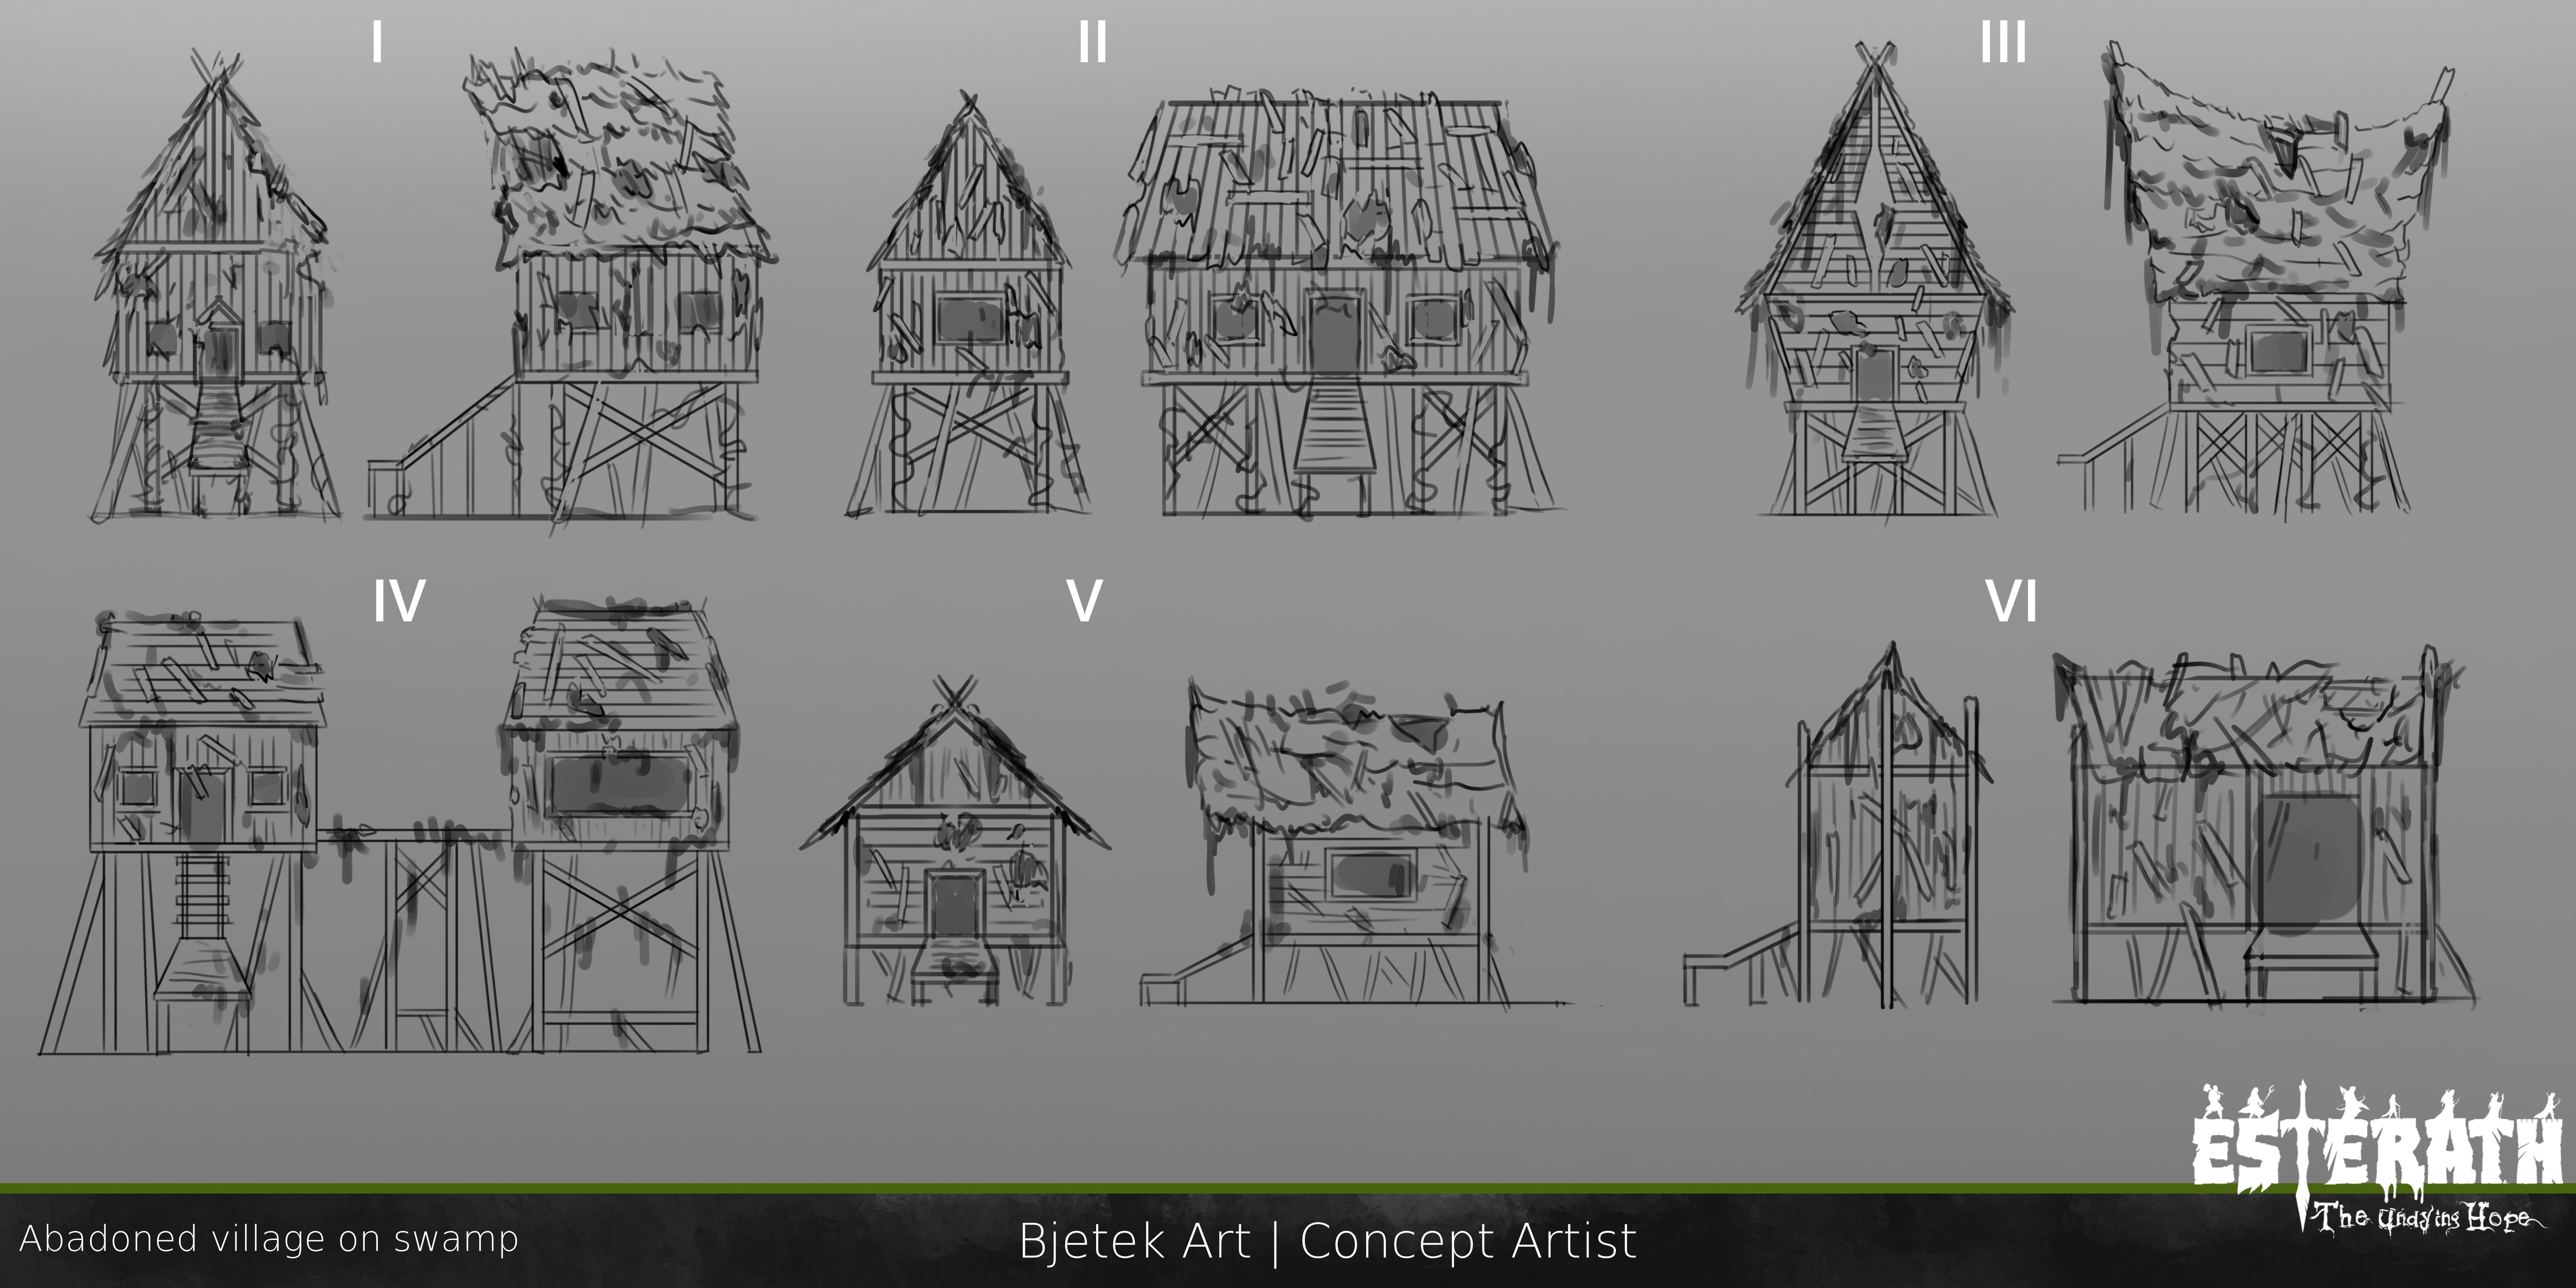 I
II
III
IV
V
VI
ESTERATH
The Undying Hope
Abadoned village on swamp
Bjetek Art | Concept Artist